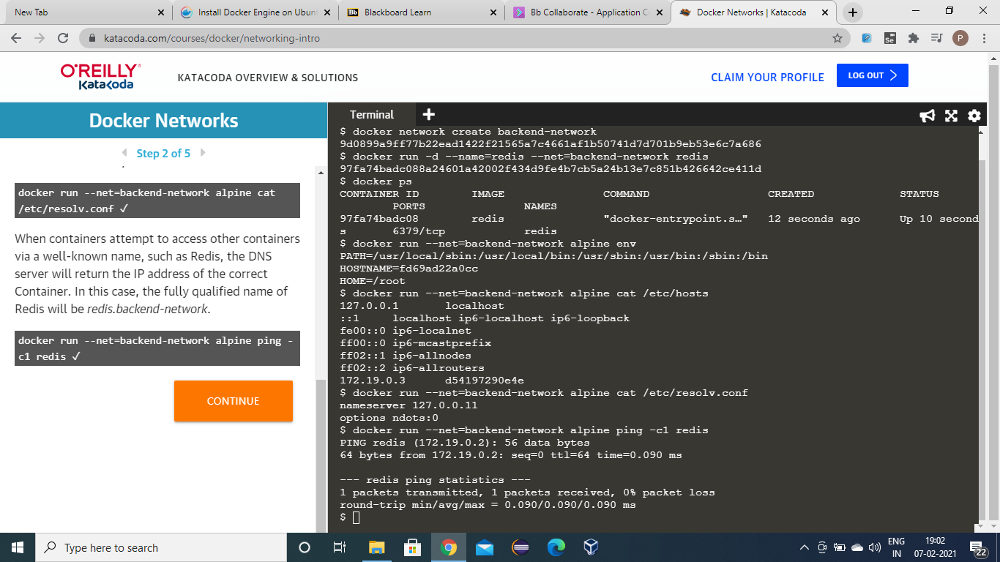 New Tab
Install Docker Engine on Ubun
Bb Blackboard Learn
Bb Collaborate - Application C
Docker Networks | Katacoda
katacoda.com/courses/docker/networking-intro
Se
P
O'REILLY®
KataKoda
KATACODA OVERVIEW & SOLUTIONS
CLAIM YOUR PROFILE
LOG OUT
Docker Networks
Step 2 of 5
docker run --net=backend-network alpine cat
/etc/resolv.conf ✓
When containers attempt to access other containers
via a well-known name, such as Redis, the DNS
server will return the IP address of the correct
Container. In this case, the fully qualified name of
Redis will be redis.backend-network.
docker run --net=backend-network alpine ping -
c1 redis ✓
CONTINUE
Terminal
$ docker network create backend-network
9d0899a9ff77b22ead1422f21565a7c4661af1b50741d7d701b9eb53e6c7a686
$ docker run -d --name=redis --net=backend-network redis
97fa74badc088a24601a42002f434d9fe4b7cb5a24b13e7c851b426642ce411d
$ docker ps
CONTAINER ID IMAGE COMMAND CREATED STATUS
PORTS NAMES
97fa74badc08 redis "docker-entrypoint.s…" 12 seconds ago Up 10 second
s 6379/tcp redis
$ docker run --net=backend-network alpine env
PATH=/usr/local/sbin:/usr/local/bin:/usr/sbin:/usr/bin:/sbin:/bin
HOSTNAME=fd69ad22a0cc
HOME=/root
$ docker run --net=backend-network alpine cat /etc/hosts
127.0.0.1 localhost
::1 localhost ip6-localhost ip6-loopback
fe00::0 ip6-localnet
ff00::0 ip6-mcastprefix
ff02::1 ip6-allnodes
ff02::2 ip6-allrouters
172.19.0.3 d54197290e4e
$ docker run --net=backend-network alpine cat /etc/resolv.conf
nameserver 127.0.0.11
options ndots:0
$ docker run --net=backend-network alpine ping -c1 redis
PING redis (172.19.0.2): 56 data bytes
64 bytes from 172.19.0.2: seq=0 ttl=64 time=0.090 ms
--- redis ping statistics ---
1 packets transmitted, 1 packets received, 0% packet loss
round-trip min/avg/max = 0.090/0.090/0.090 ms
$
Type here to search
ENG
IN
19:02
07-02-2021
22